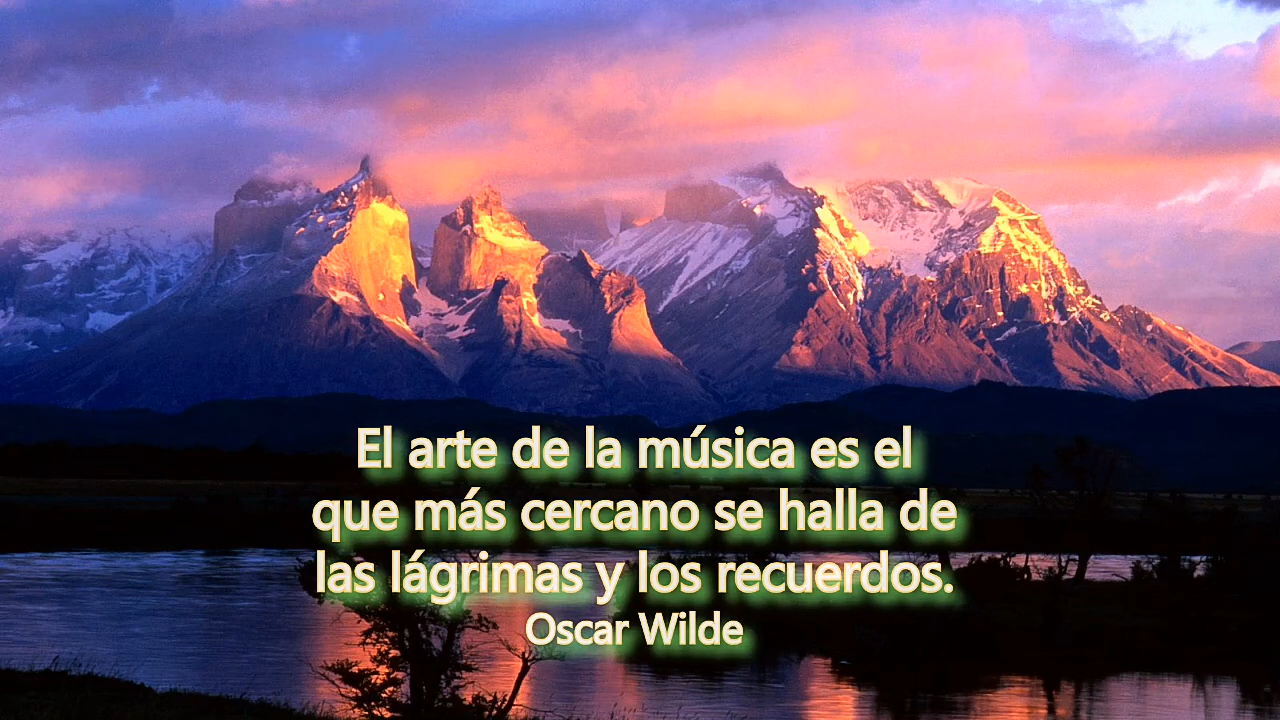 El arte de la música es el
que más cercano se halla de
las lágrimas y los recuerdos.
Oscar Wilde